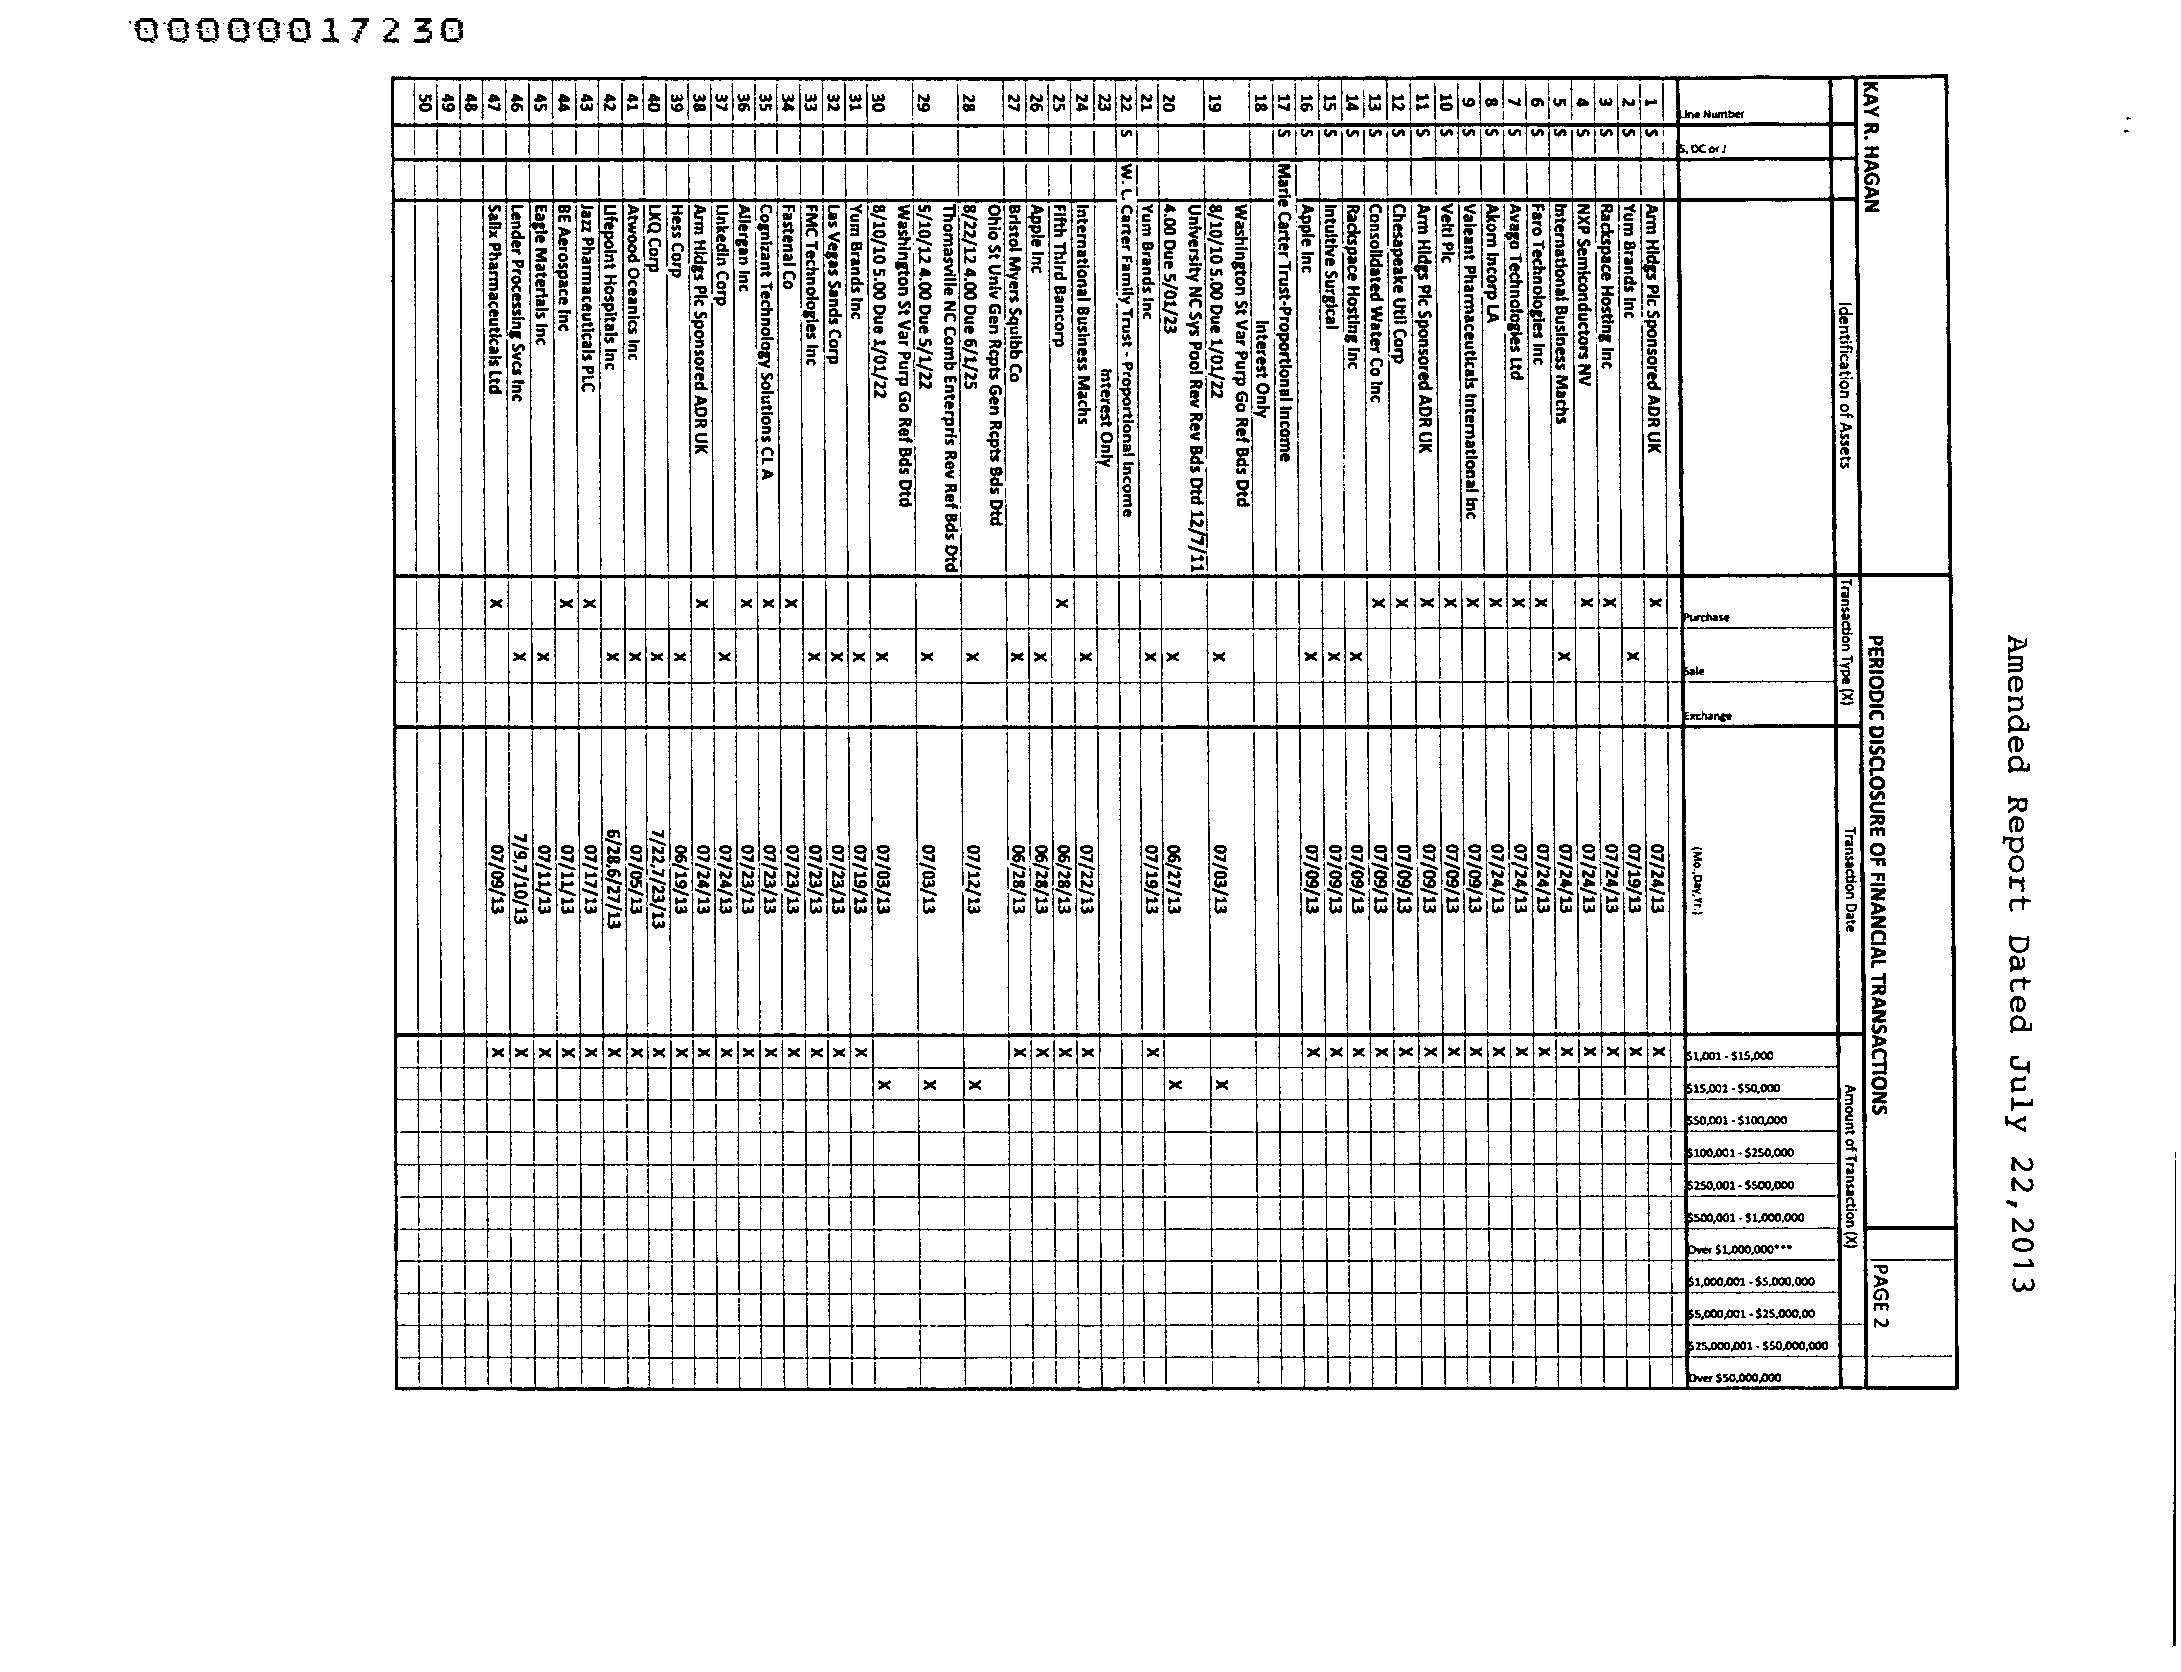 00000017230
Amended Report Dated July 22,2013
KAY R. HAGAN PERIODIC DISCLOSURE OF FINANCIAL TRANSACTIONS PAGE 2
Identification of Assets Transaction Type (X) Transaction Date Amount of Transaction (X)
Line Number S, DC or J Purchase Sale Exchange (Mo.,Day,Yr.) $1,001 - $15,000 $15,001 - $50,000 $50,001 - $100,000 $100,001 - $250,000 $250,001 - $500,000 $500,001 - $1,000,000 Over $1,000,000*** $1,000,001 - $5,000,000 $5,000,001 - $25,000,00 $25,000,001 - $50,000,000 Over $50,000,000
1 S Arm Hldgs Plc Sponsored ADR UK X 07/24/13 X
2 S Yum Brands Inc X 07/19/13 X
3 S Rackspace Hosting Inc X 07/24/13 X
4 S NXP Semiconductors NV X 07/24/13 X
5 S International Business Machs X 07/24/13 X
6 S Faro Technologies Inc X 07/24/13 X
7 S Avago Technologies Ltd X 07/24/13 X
8 S Akorn Incorp LA X 07/24/13 X
9 S Valeant Pharmaceuticals International Inc X 07/09/13 X
10 S Velti Plc X 07/09/13 X
11 S Arm Hldgs Plc Sponsored ADR UK X 07/09/13 X
12 S Chesapeake Util Corp X 07/09/13 X
13 S Consolidated Water Co Inc X 07/09/13 X
14 S Rackspace Hosting Inc X 07/09/13 X
15 S Intuitive Surgical X 07/09/13 X
16 S Apple Inc X 07/09/13 X
17 S Marie Carter Trust-Proportional Income
18 Interest Only
Washington St Var Purp Go Ref Bds Dtd
19 8/10/10 5.00 Due 1/01/22 X 07/03/13 X
University NC Sys Pool Rev Rev Bds Dtd 12/7/11
20 4.00 Due 5/01/23 X 06/27/13 X
21 Yum Brands Inc X 07/19/13 X
22 S W. L. Carter Family Trust - Proportional Income
23 Interest Only
24 International Business Machs X 07/22/13 X
25 Fifth Third Bancorp X 06/28/13 X
26 Apple Inc X 06/28/13 X
27 Bristol Myers Squibb Co X 06/28/13 X
Ohio St Univ Gen Rcpts Gen Rcpts Bds Dtd
28 8/22/12 4.00 Due 6/1/25 X 07/12/13 X
Thomasville NC Comb Enterpris Rev Ref Bds Dtd
29 5/10/12 4.00 Due 5/1/22 X 07/03/13 X
Washington St Var Purp Go Ref Bds Dtd
30 8/10/10 5.00 Due 1/01/22 X 07/03/13 X
31 Yum Brands Inc X 07/19/13 X
32 Las Vegas Sands Corp X 07/23/13 X
33 FMC Technologies Inc X 07/23/13 X
34 Fastenal Co X 07/23/13 X
35 Cognizant Technology Solutions CL A X 07/23/13 X
36 Allergan Inc X 07/23/13 X
37 Linkedin Corp X 07/24/13 X
38 Arm Hldgs Plc Sponsored ADR UK X 07/24/13 X
39 Hess Corp X 06/19/13 X
40 LKQ Corp X 7/22,7/23/13 X
41 Atwood Oceanics Inc X 07/05/13 X
42 Lifepoint Hospitals Inc X 6/28,6/27/13 X
43 Jazz Pharmaceuticals PLC X 07/17/13 X
44 BE Aerospace Inc X 07/11/13 X
45 Eagle Materials Inc X 07/11/13 X
46 Lender Processing Svcs Inc X 7/9,7/10/13 X
47 Salix Pharmaceuticals Ltd X 07/09/13 X
48
49
50